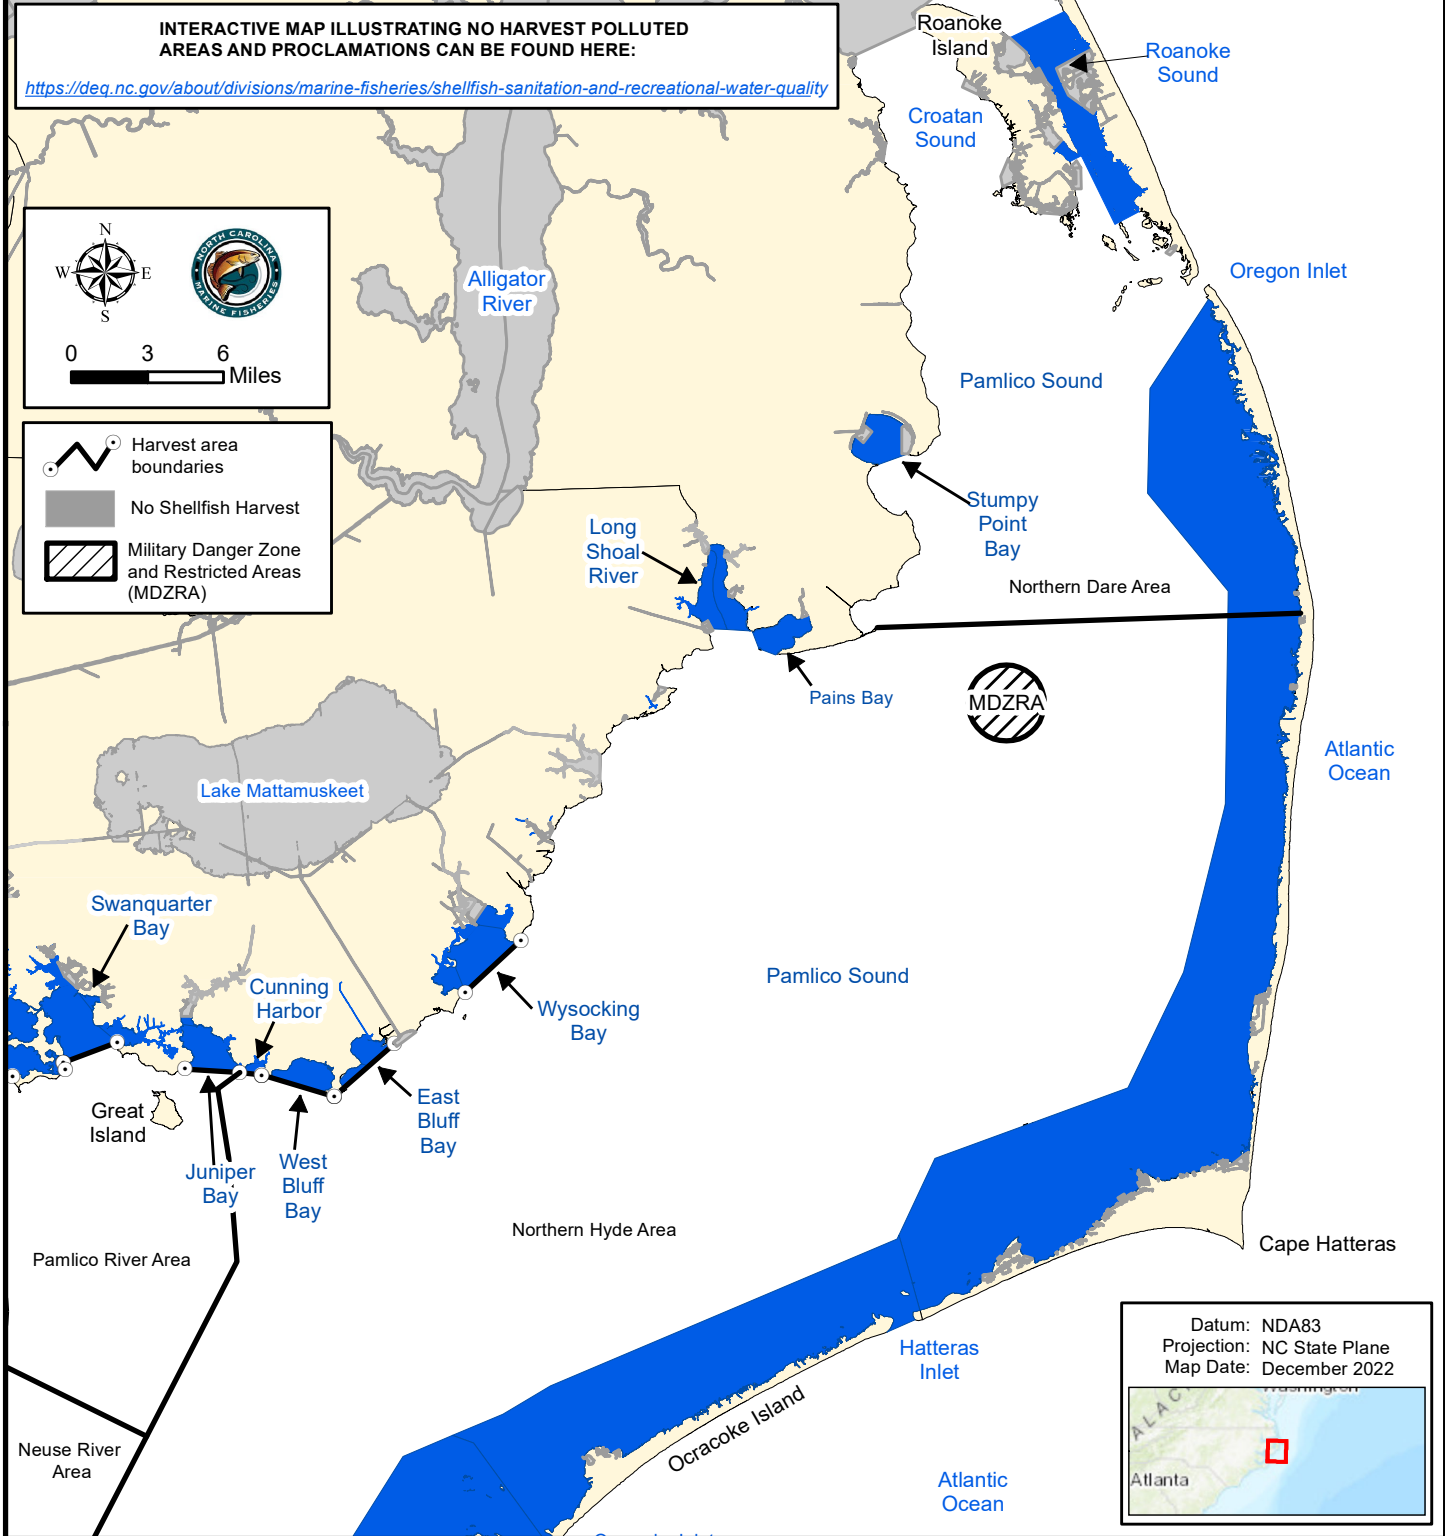 INTERACTIVE MAP ILLUSTRATING NO HARVEST POLLUTED
AREAS AND PROCLAMATIONS CAN BE FOUND HERE:
https://deq.nc.gov/about/divisions/marine-fisheries/shellfish-sanitation-and-recreational-water-quality
Roanoke
Island
Roanoke
Sound
Croatan
Sound
N
W
E
S
NORTH CAROLINA
MARINE FISHERIES
0 3 6
Miles
Alligator
River
Oregon Inlet
Pamlico Sound
Harvest area
boundaries
No Shellfish Harvest
Military Danger Zone
and Restricted Areas
(MDZRA)
Stumpy
Point
Bay
Long
Shoal
River
Northern Dare Area
Pains Bay
MDZRA
Atlantic
Ocean
Lake Mattamuskeet
Swanquarter
Bay
Cunning
Harbor
Pamlico Sound
Wysocking
Bay
Great
Island
East
Bluff
Bay
Juniper
Bay
West
Bluff
Bay
Northern Hyde Area
Pamlico River Area
Cape Hatteras
Hatteras
Inlet
Ocracoke Island
Neuse River
Area
Atlantic
Ocean
Datum: NDA83
Projection: NC State Plane
Map Date: December 2022
Washington
ALAC
Atlanta